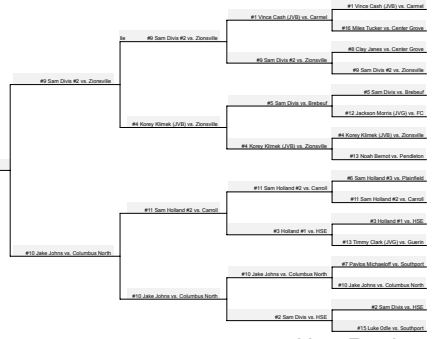 #1 Vince Cash (JVB) vs. Carmel
#1 Vince Cash (JVB) vs. Carmel
#16 Miles Tucker vs. Center Grove
lis #9 Sam Divis #2 vs. Zionsville
#8 Clay Janes vs. Center Grove
#9 Sam Divis #2 vs. Zionsville
#9 Sam Divis #2 vs. Zionsville
#9 Sam Divis #2 vs. Zionsville
#5 Sam Divis vs. Brebeuf
#5 Sam Divis vs. Brebeuf
#12 Jackson Morris (JVG) vs. FC
#4 Korey Klimek (JVB) vs. Zionsville
#4 Korey Klimek (JVB) vs. Zionsville
#4 Korey Klimek (JVB) vs. Zionsville
#13 Noah Bernot vs. Pendleton
#6 Sam Holland #3 vs. Plainfield
#11 Sam Holland #2 vs. Carroll
#11 Sam Holland #2 vs. Carroll
#11 Sam Holland #2 vs. Carroll
#3 Holland #1 vs. HSE
#3 Holland #1 vs. HSE
#13 Timmy Clark (JVG) vs. Guerin
#10 Jake Johns vs. Columbus North
#7 Pavlos Michaeloff vs. Southport
#10 Jake Johns vs. Columbus North
#10 Jake Johns vs. Columbus North
#10 Jake Johns vs. Columbus North
#2 Sam Divis vs. HSE
#2 Sam Divis vs. HSE
#15 Luke Odle vs. Southport